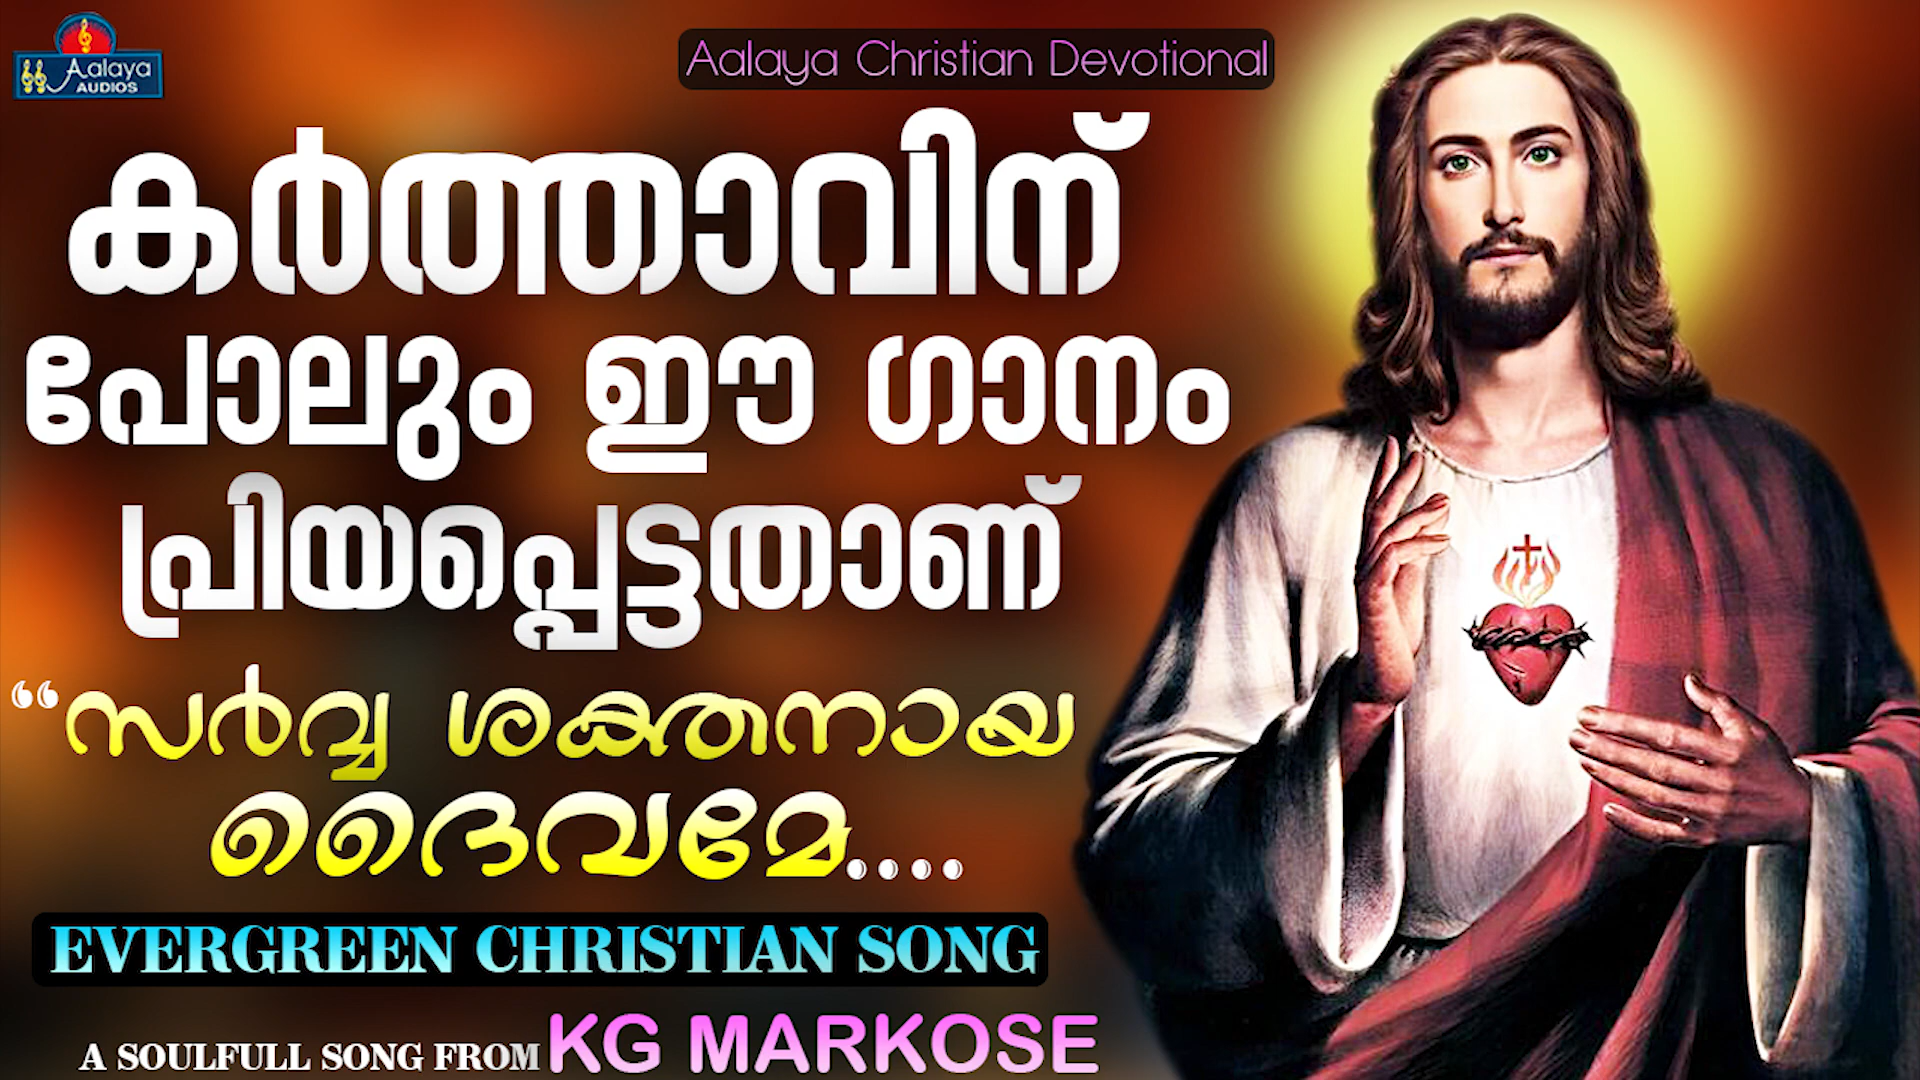 Aalaya
AUDIOS
Aalaya Christian Devotional
കർത്താവിന്
പോലും ഈ ഗാനം
പ്രിയപ്പെട്ടതാണ്
“സർവ്വ ശക്തനായ
ദൈവമേ....
EVERGREEN CHRISTIAN SONG
A SOULFULL SONG FROM KG MARKOSE